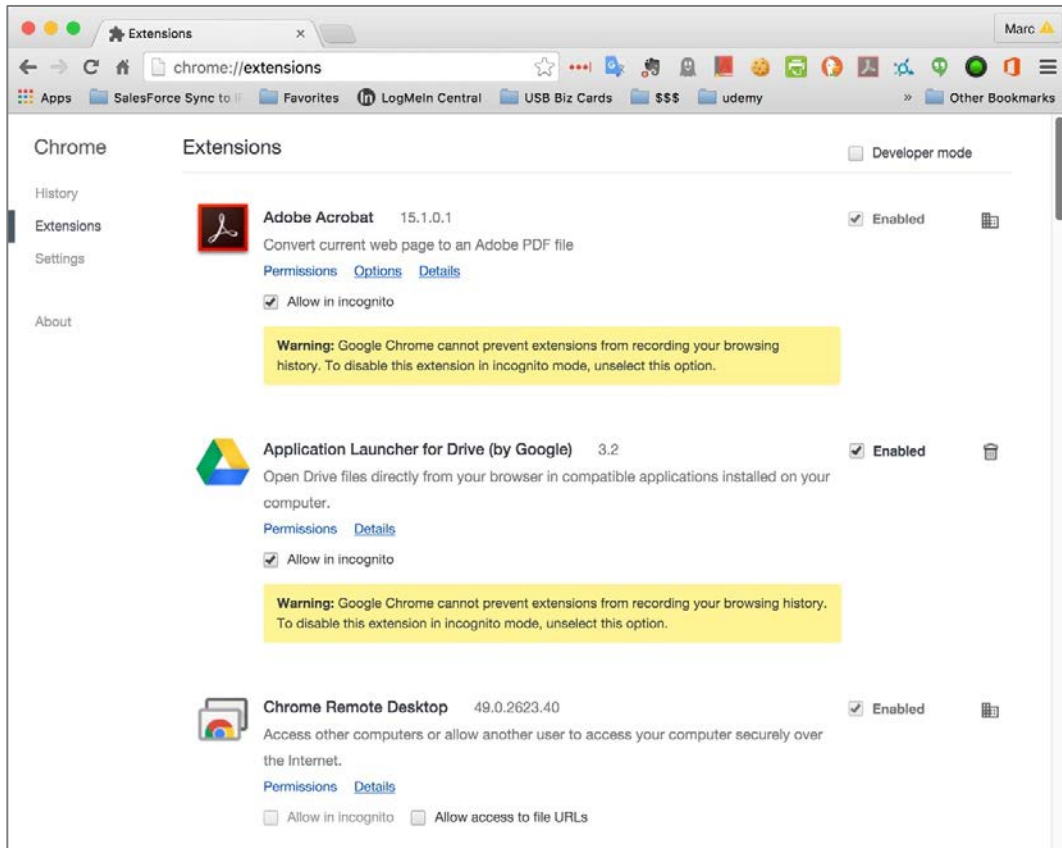 Extensions
Marc
chrome://extensions
Apps
SalesForce Sync to
Favorites
LogMeIn Central
USB Biz Cards
$$$
udemy
»
Other Bookmarks
Chrome
History
Extensions
Settings
About
Extensions
Developer mode
Adobe Acrobat 15.1.0.1
Enabled
Convert current web page to an Adobe PDF file
Permissions Options Details
Allow in incognito
Warning: Google Chrome cannot prevent extensions from recording your browsing
history. To disable this extension in incognito mode, unselect this option.
Application Launcher for Drive (by Google) 3.2
Enabled
Open Drive files directly from your browser in compatible applications installed on your
computer.
Permissions Details
Allow in incognito
Warning: Google Chrome cannot prevent extensions from recording your browsing history.
To disable this extension in incognito mode, unselect this option.
Chrome Remote Desktop 49.0.2623.40
Enabled
Access other computers or allow another user to access your computer securely over
the Internet.
Permissions Details
Allow in incognito Allow access to file URLs